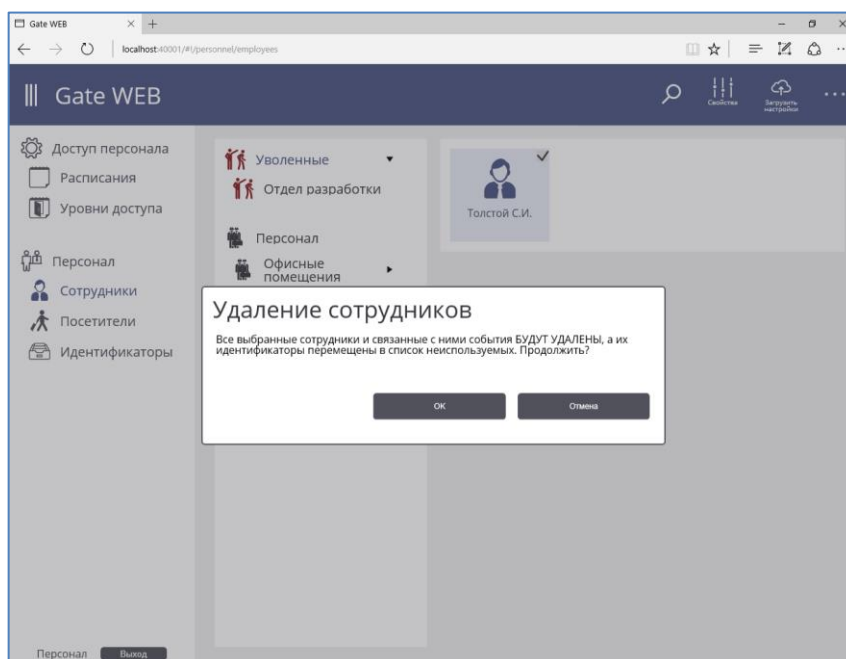 Gate WEB
localhost:40001/#!/personnel/employees
Gate WEB
Свойства
Загрузить
настройки
Доступ персонала
Расписания
Уровни доступа
Персонал
Сотрудники
Посетители
Идентификаторы
Уволенные
Отдел разработки
Персонал
Офисные
помещения
Толстой С.И.
Удаление сотрудников
Все выбранные сотрудники и связанные с ними события БУДУТ УДАЛЕНЫ, а их
идентификаторы перемещены в список неиспользуемых. Продолжить?
ОК
Отмена
Персонал
Выход